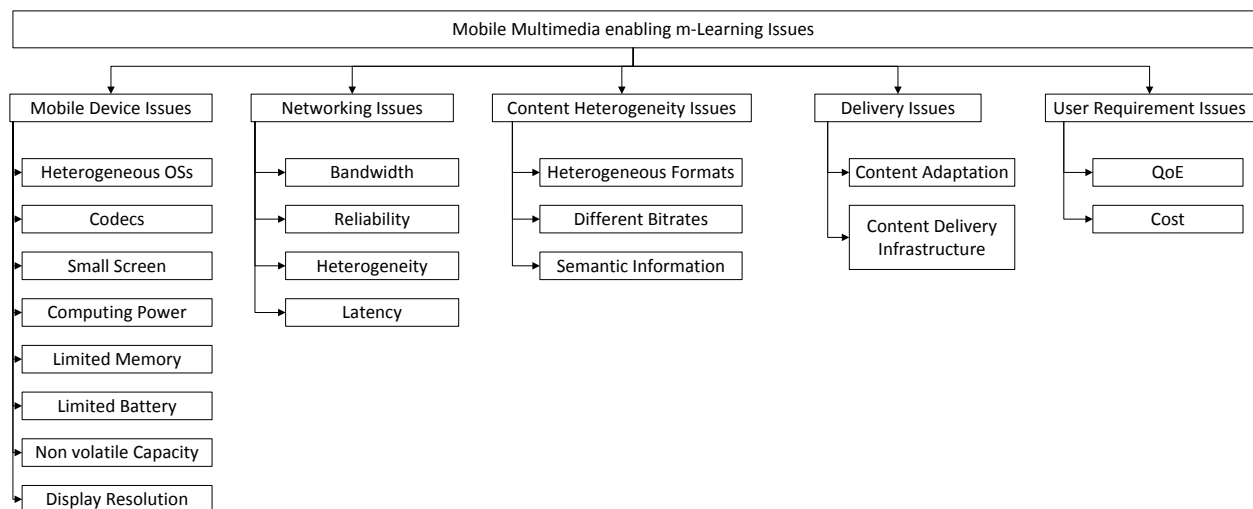 Mobile Multimedia enabling m-Learning Issues
Mobile Device Issues
Heterogeneous OSs
Codecs
Small Screen
Computing Power
Limited Memory
Limited Battery
Non volatile Capacity
Display Resolution
Networking Issues
Bandwidth
Reliability
Heterogeneity
Latency
Content Heterogeneity Issues
Heterogeneous Formats
Different Bitrates
Semantic Information
Delivery Issues
Content Adaptation
Content Delivery
Infrastructure
User Requirement Issues
QoE
Cost